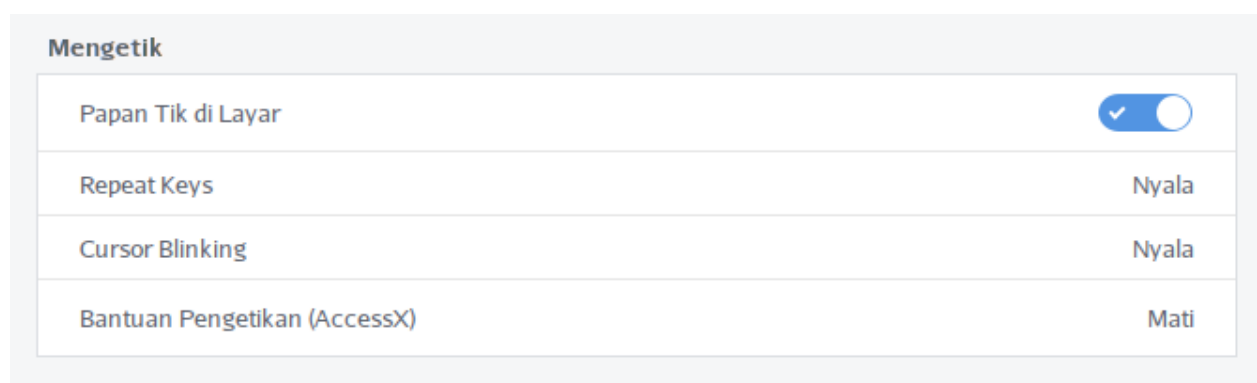 Mengetik
Papan Tik di Layar
Repeat Keys Nyala
Cursor Blinking Nyala
Bantuan Pengetikan (AccessX) Mati